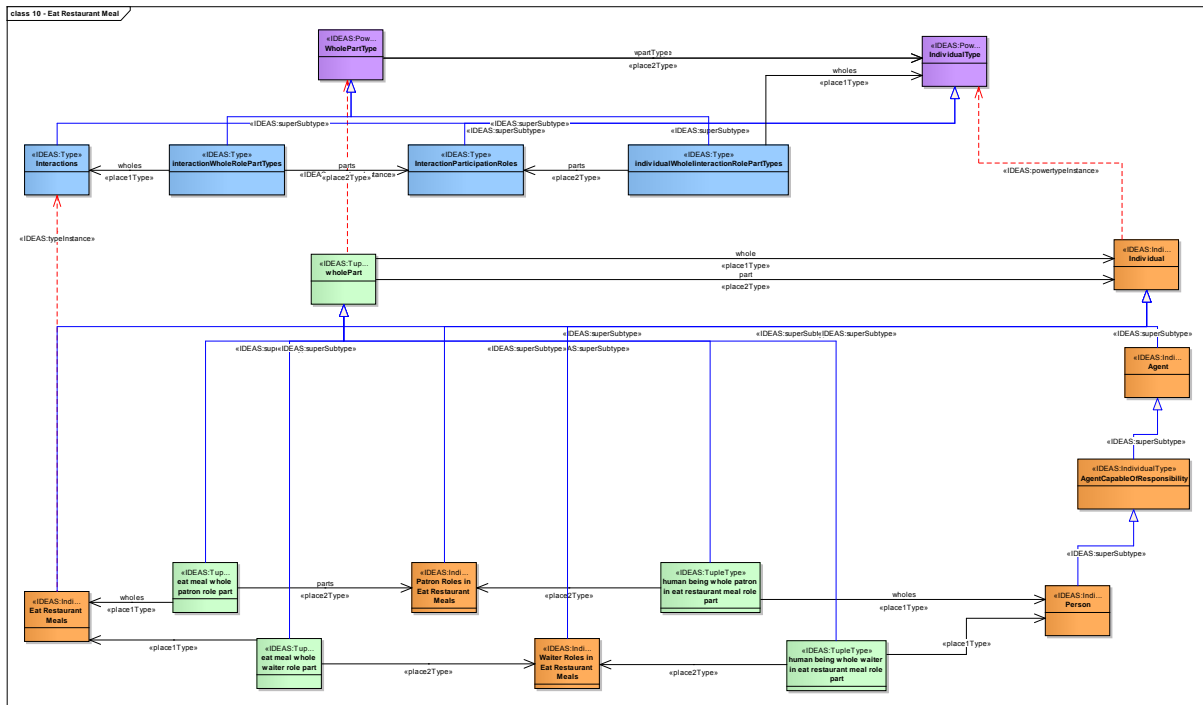 class 10 - Eat Restaurant Meal
«IDEAS:Pow...
WholePartType
«IDEAS:Pow...
IndividualType
wpartType
«place2Type»
wholes
«place1Type»
«IDEAS:superSubtype»
«IDEAS:superSubtype»
«IDEAS:superSubtype»
«IDEAS:superSubtype»
«IDEAS:Type»
Interactions
wholes
«place1Type»
«IDEAS:Type»
interactionWholeRolePartTypes
parts
«place2Type»
«IDEAS:Type»
InteractionParticipationRoles
parts
«place2Type»
«IDEAS:Type»
individualWholeIinteractionRolePartTypes
«IDEAS:powertypeInstance»
«IDEAS:typeInstance»
«IDEAS:Tup...
wholePart
whole
«place1Type»
part
«place2Type»
«IDEAS:Indi...
Individual
«IDEAS:superSubtype»
«IDEAS:superSubtype»
«IDEAS:superSubtype»
«IDEAS:superSubtype»
«IDEAS:superSubtype»
«IDEAS:superSubtype»
«IDEAS:Indi...
Agent
«IDEAS:superSubtype»
«IDEAS:IndividualType»
AgentCapableOfResponsibility
«IDEAS:superSubtype»
«IDEAS:Indi...
Eat Restaurant
Meals
wholes
«place1Type»
«IDEAS:Tup...
eat meal whole
patron role part
parts
«place2Type»
«IDEAS:Indi...
Patron Roles in
Eat Restaurant
Meals
«place2Type»
«IDEAS:TupleType»
human being whole patron
in eat restaurant meal role
part
wholes
«place1Type»
«IDEAS:Indi...
Person
«place1Type»
«IDEAS:Tup...
eat meal whole
waiter role part
«place2Type»
«IDEAS:Indi...
Waiter Roles in
Eat Restaurant
Meals
«place2Type»
«IDEAS:TupleType»
human being whole waiter
in eat restaurant meal role
part
«place1Type»